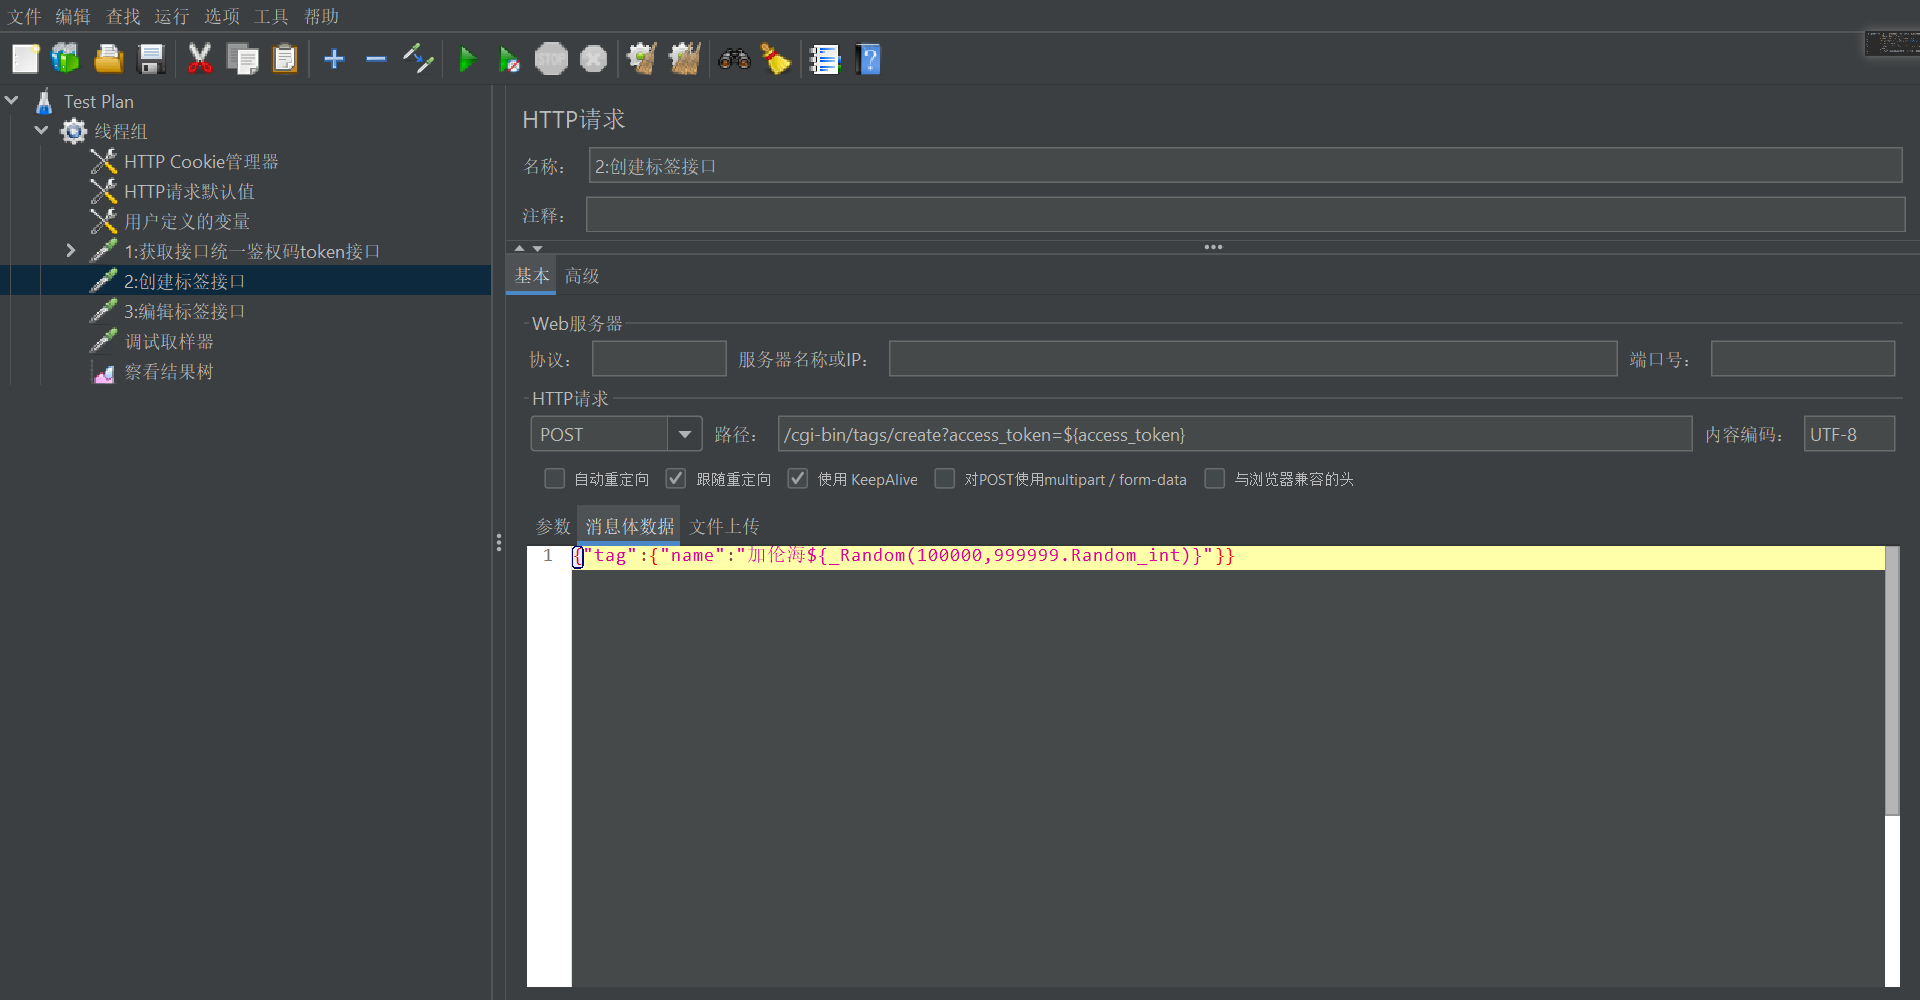 文件 编辑 查找 运行 选项 工具 帮助
Test Plan
线程组
HTTP Cookie管理器
HTTP请求默认值
用户定义的变量
1:获取接口统一鉴权码token接口
2:创建标签接口
3:编辑标签接口
调试取样器
察看结果树
HTTP请求
名称： 2:创建标签接口
注释：
基本 高级
Web服务器
协议： 服务器名称或IP： 端口号：
HTTP请求
POST 路径： /cgi-bin/tags/create?access_token=${access_token} 内容编码： UTF-8
自动重定向 跟随重定向 使用 KeepAlive 对POST使用multipart / form-data 与浏览器兼容的头
参数 消息体数据 文件上传
1 {"tag":{"name":"加伦海${_Random(100000,999999.Random_int)}"}}